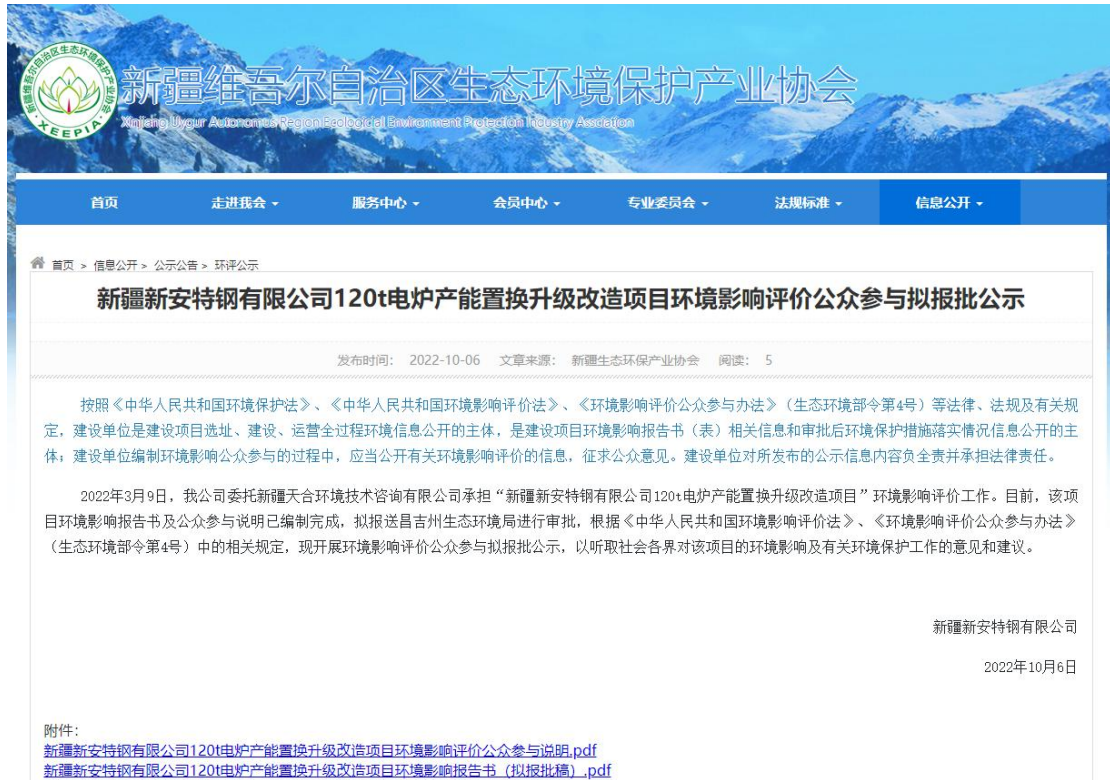 新疆维吾尔自治区生态环境保护产业协会
Xinjiang Uygur Autonomous Region Ecological Environment Protection Industry Assciation
新疆维吾尔自治区生态环境保护产业协会
XEEPIA
首页 走进我会 服务中心 会员中心 专业委员会 法规标准 信息公开
首页 > 信息公开 > 公示公告 > 环评公示
新疆新安特钢有限公司120t电炉产能置换升级改造项目环境影响评价公众参与拟报批公示
发布时间： 2022-10-06 文章来源： 新疆生态环保产业协会 阅读： 5
按照《中华人民共和国环境保护法》、《中华人民共和国环境影响评价法》、《环境影响评价公众参与办法》（生态环境部令第4号）等法律、法规及有关规
定，建设单位是建设项目选址、建设、运营全过程环境信息公开的主体，是建设项目环境影响报告书（表）相关信息和审批后环境保护措施落实情况信息公开的主
体；建设单位编制环境影响公众参与的过程中，应当公开有关环境影响评价的信息，征求公众意见。建设单位对所发布的公示信息内容负全责并承担法律责任。
2022年3月9日，我公司委托新疆天合环境技术咨询有限公司承担“新疆新安特钢有限公司120t电炉产能置换升级改造项目”环境影响评价工作。目前，该项
目环境影响报告书及公众参与说明已编制完成，拟报送昌吉州生态环境局进行审批，根据《中华人民共和国环境影响评价法》、《环境影响评价公众参与办法》
（生态环境部令第4号）中的相关规定，现开展环境影响评价公众参与拟报批公示，以听取社会各界对该项目的环境影响及有关环境保护工作的意见和建议。
新疆新安特钢有限公司
2022年10月6日
附件：
新疆新安特钢有限公司120t电炉产能置换升级改造项目环境影响评价公众参与说明.pdf
新疆新安特钢有限公司120t电炉产能置换升级改造项目环境影响报告书（拟报批稿）.pdf